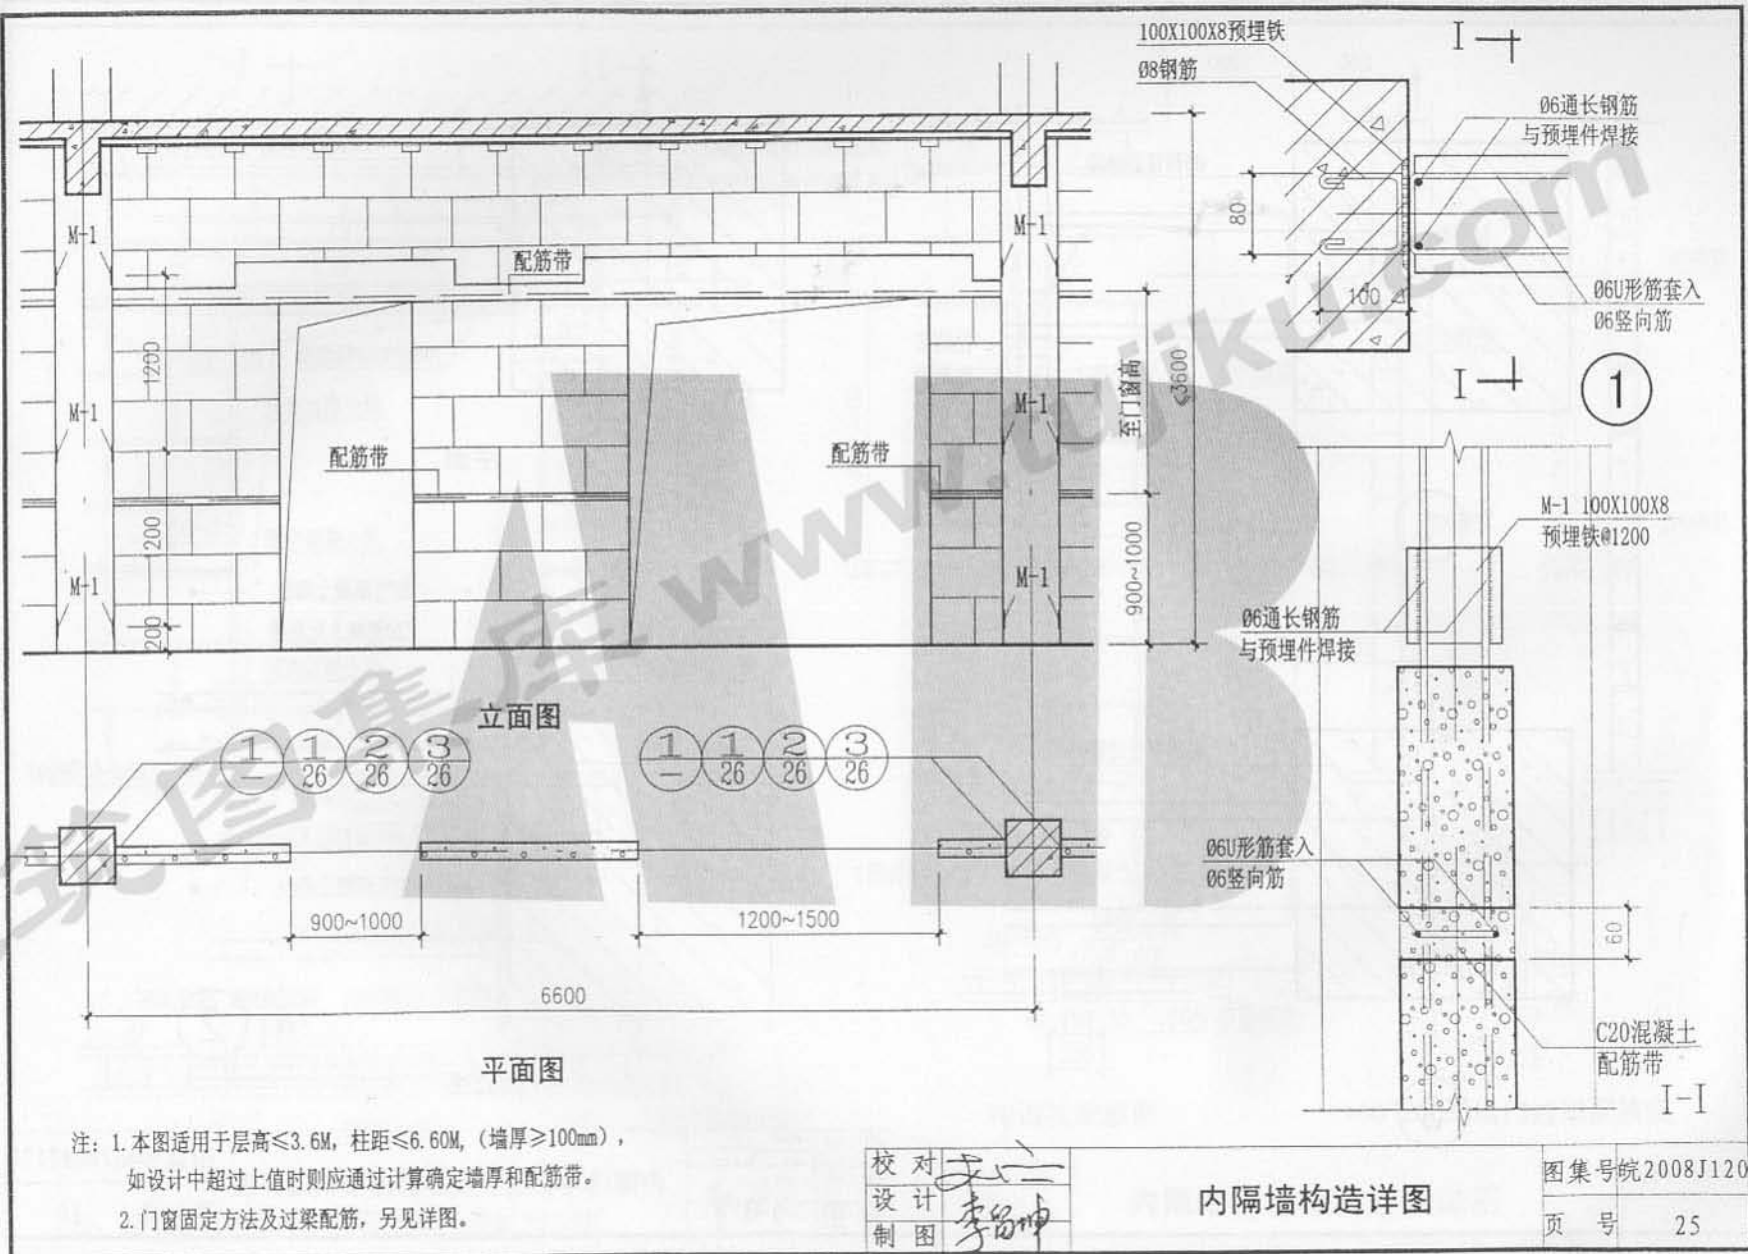 100X100X8预埋铁
Ø8钢筋
Ø6通长钢筋
与预埋件焊接
80
100
Ø6U形筋套入
Ø6竖向筋
I
I
1
M-1
M-1
M-1
M-1
M-1
M-1
配筋带
配筋带
配筋带
1200
1200
200
至门窗高
900~1000
≤3600
立面图
1
—
1
26
2
26
3
26
1
—
1
26
2
26
3
26
900~1000
1200~1500
6600
平面图
M-1 100X100X8
预埋铁@1200
Ø6通长钢筋
与预埋件焊接
Ø6U形筋套入
Ø6竖向筋
60
C20混凝土
配筋带
I-I
注: 1.本图适用于层高≤3.6M, 柱距≤6.60M,(墙厚≥100mm),
如设计中超过上值时则应通过计算确定墙厚和配筋带。
2.门窗固定方法及过梁配筋, 另见详图。
校 对
设 计
制 图
内隔墙构造详图
图集号 皖2008J120
页 号 25
筑图集库 www.tujiku.com